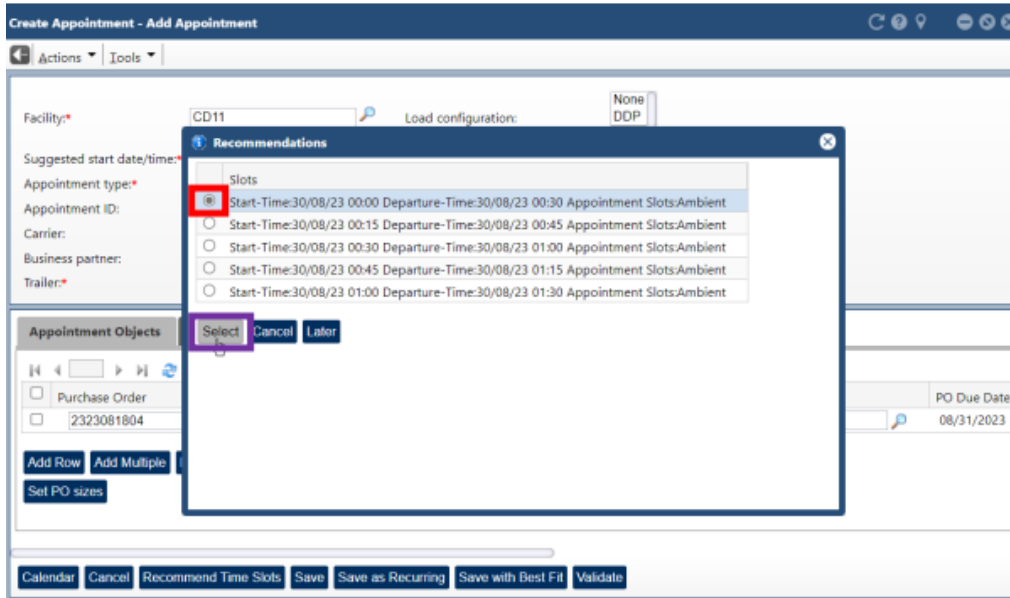 Create Appointment - Add Appointment
Actions Tools
Facility:* CD11 Load configuration: None
DDP
Recommendations
Suggested start date/time:*
Slots
Appointment type:*
Start-Time:30/08/23 00:00 Departure-Time:30/08/23 00:30 Appointment Slots:Ambient
Appointment ID:
Start-Time:30/08/23 00:15 Departure-Time:30/08/23 00:45 Appointment Slots:Ambient
Carrier:
Start-Time:30/08/23 00:30 Departure-Time:30/08/23 01:00 Appointment Slots:Ambient
Business partner:
Start-Time:30/08/23 00:45 Departure-Time:30/08/23 01:15 Appointment Slots:Ambient
Trailer:*
Start-Time:30/08/23 01:00 Departure-Time:30/08/23 01:30 Appointment Slots:Ambient
Appointment Objects
Select Cancel Later
Purchase Order PO Due Date
2323081804 08/31/2023
Add Row Add Multiple
Set PO sizes
Calendar Cancel Recommend Time Slots Save Save as Recurring Save with Best Fit Validate